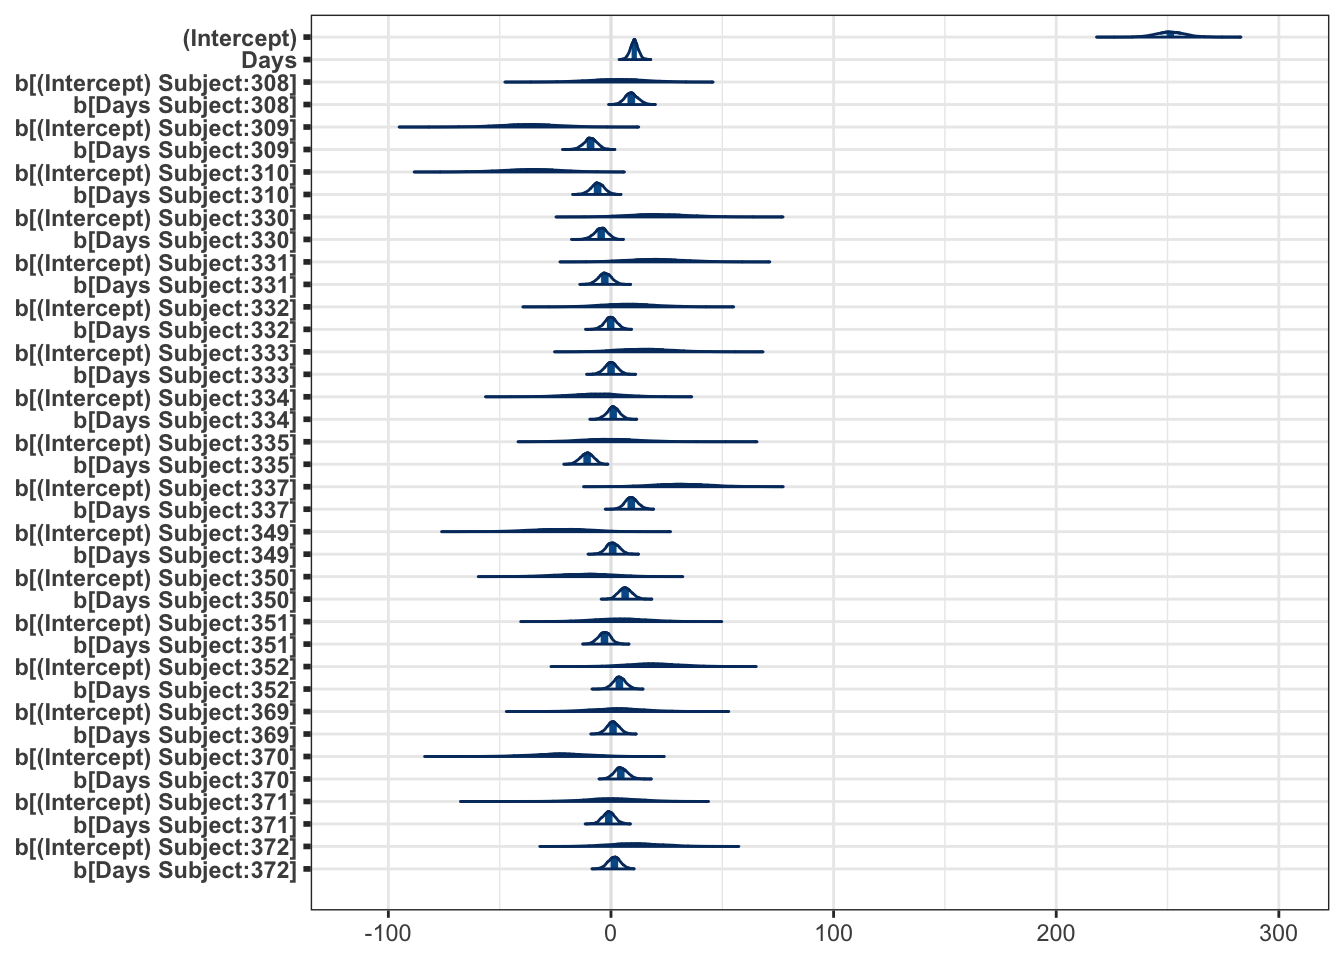 (Intercept)
Days
b[(Intercept) Subject:308]
b[Days Subject:308]
b[(Intercept) Subject:309]
b[Days Subject:309]
b[(Intercept) Subject:310]
b[Days Subject:310]
b[(Intercept) Subject:330]
b[Days Subject:330]
b[(Intercept) Subject:331]
b[Days Subject:331]
b[(Intercept) Subject:332]
b[Days Subject:332]
b[(Intercept) Subject:333]
b[Days Subject:333]
b[(Intercept) Subject:334]
b[Days Subject:334]
b[(Intercept) Subject:335]
b[Days Subject:335]
b[(Intercept) Subject:337]
b[Days Subject:337]
b[(Intercept) Subject:349]
b[Days Subject:349]
b[(Intercept) Subject:350]
b[Days Subject:350]
b[(Intercept) Subject:351]
b[Days Subject:351]
b[(Intercept) Subject:352]
b[Days Subject:352]
b[(Intercept) Subject:369]
b[Days Subject:369]
b[(Intercept) Subject:370]
b[Days Subject:370]
b[(Intercept) Subject:371]
b[Days Subject:371]
b[(Intercept) Subject:372]
b[Days Subject:372]
-100 0 100 200 300